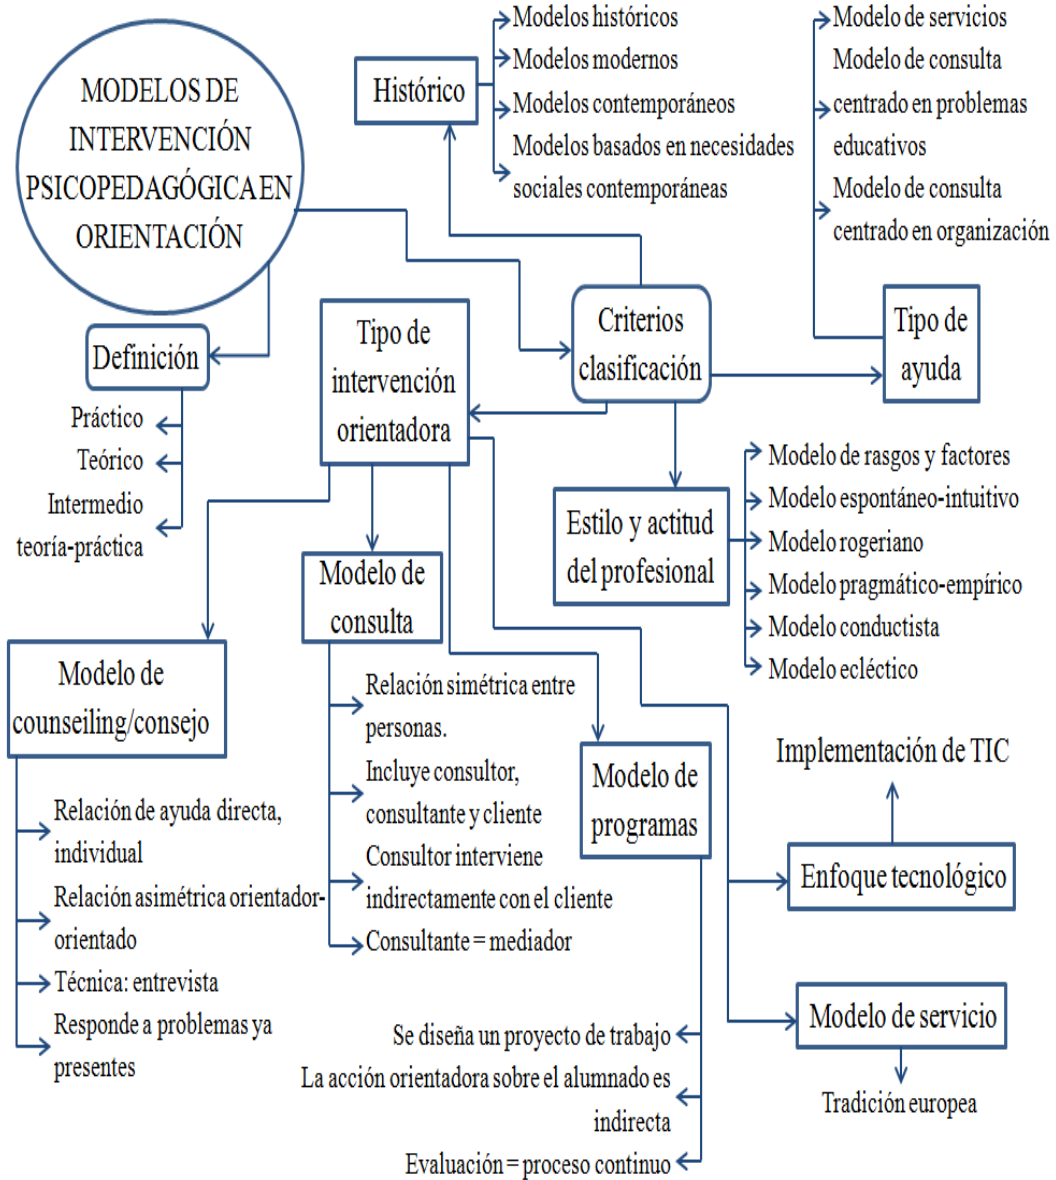 MODELOS DE
INTERVENCIÓN
PSICOPEDAGÓGICA EN
ORIENTACIÓN
Definición
Práctico
Teórico
Intermedio
teoría-práctica
Criterios
clasificación
Histórico
Modelos históricos
Modelos modernos
Modelos contemporáneos
Modelos basados en necesidades
sociales contemporáneas
Tipo de
ayuda
Modelo de servicios
Modelo de consulta
centrado en problemas
educativos
Modelo de consulta
centrado en organización
Estilo y actitud
del profesional
Modelo de rasgos y factores
Modelo espontáneo-intuitivo
Modelo rogeriano
Modelo pragmático-empírico
Modelo conductista
Modelo ecléctico
Tipo de
intervención
orientadora
Modelo de
counseiling/consejo
Relación de ayuda directa,
individual
Relación asimétrica orientador-
orientado
Técnica: entrevista
Responde a problemas ya
presentes
Modelo de
consulta
Relación simétrica entre
personas.
Incluye consultor,
consultante y cliente
Consultor interviene
indirectamente con el cliente
Consultante = mediador
Modelo de
programas
Se diseña un proyecto de trabajo
La acción orientadora sobre el alumnado es
indirecta
Evaluación = proceso continuo
Implementación de TIC
Enfoque tecnológico
Modelo de servicio
Tradición europea